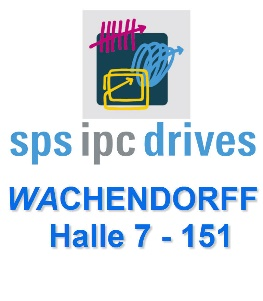 sps ipc drives
WACHENDORFF
Halle 7 - 151